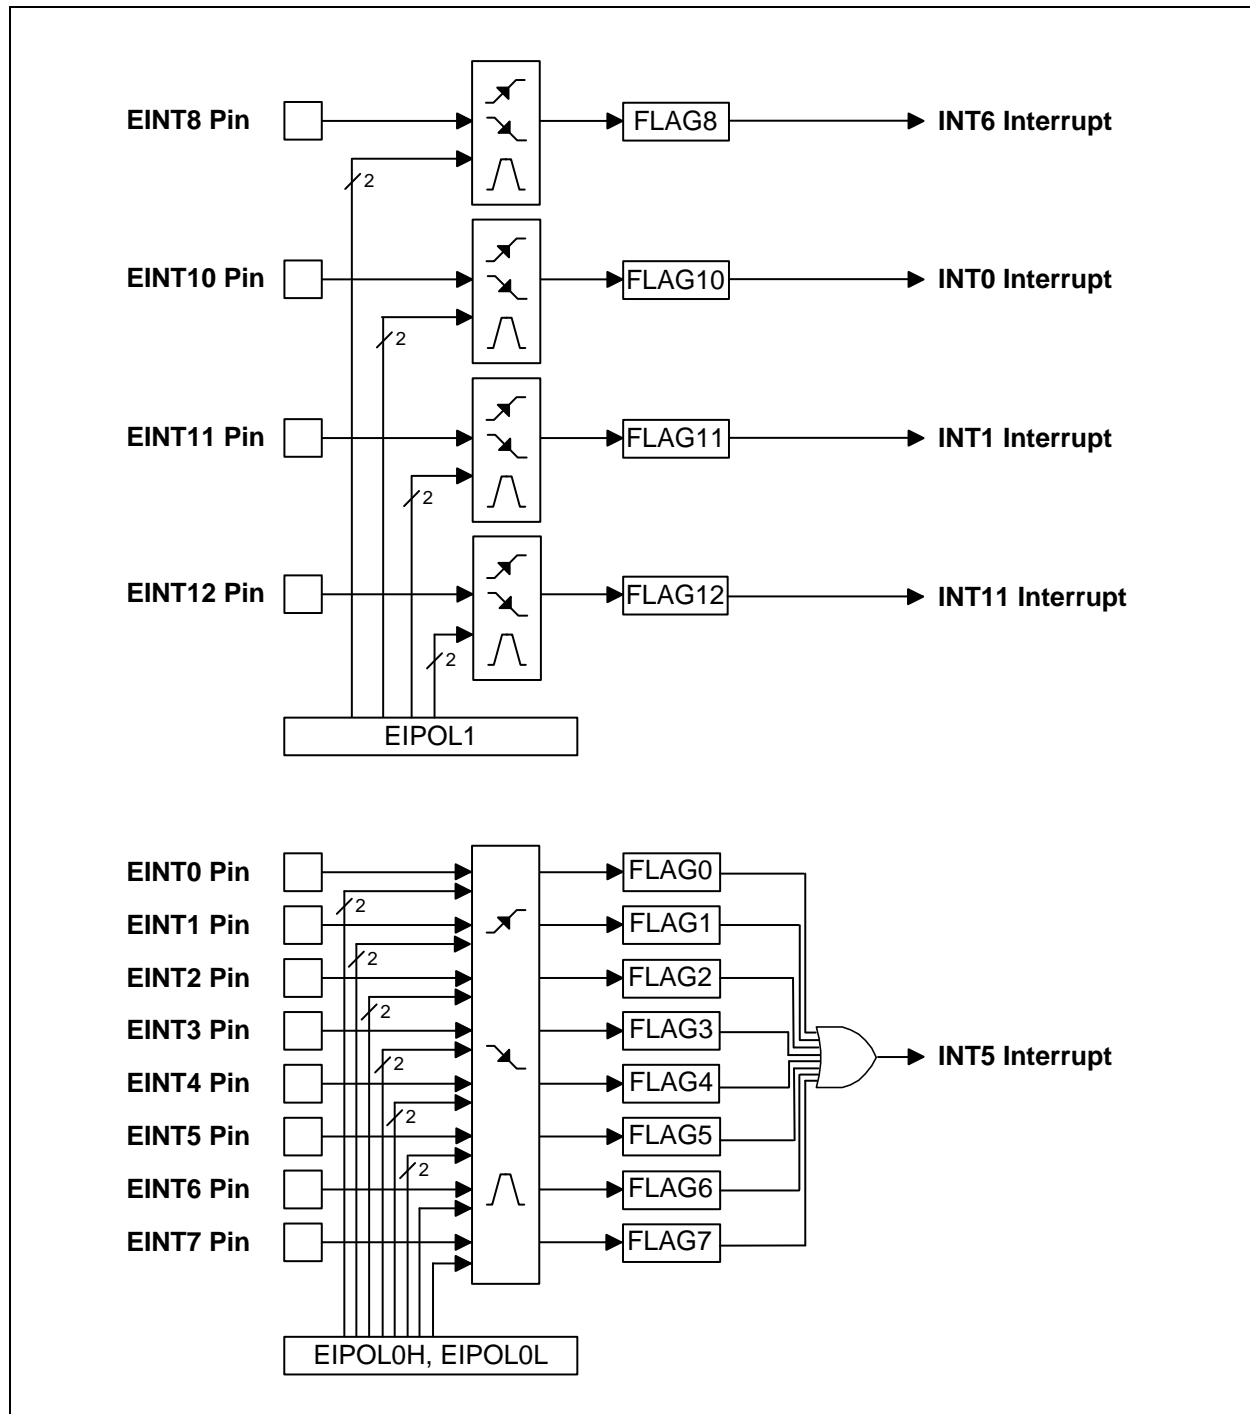 EINT8 Pin FLAG8 INT6 Interrupt
2
EINT10 Pin FLAG10 INT0 Interrupt
2
EINT11 Pin FLAG11 INT1 Interrupt
2
EINT12 Pin FLAG12 INT11 Interrupt
2
EIPOL1
EINT0 Pin FLAG0
2
EINT1 Pin FLAG1
2
EINT2 Pin FLAG2
2
EINT3 Pin FLAG3
INT5 Interrupt
2
EINT4 Pin FLAG4
2
EINT5 Pin FLAG5
2
EINT6 Pin FLAG6
EINT7 Pin FLAG7
EIPOL0H, EIPOL0L